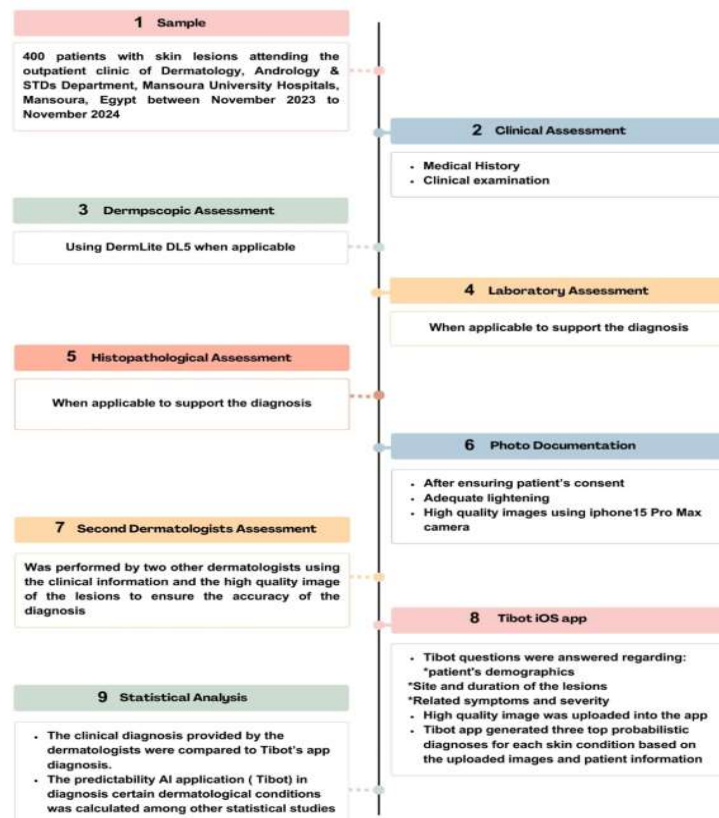 1 Sample
400 patients with skin lesions attending the
outpatient clinic of Dermatology, Andrology &
STDs Department, Mansoura University Hospitals,
Mansoura, Egypt between November 2023 to
November 2024
2 Clinical Assessment
• Medical History
• Clinical examination
3 Dermpscopic Assessment
Using DermLite DL5 when applicable
4 Laboratory Assessment
When applicable to support the diagnosis
5 Histopathological Assessment
When applicable to support the diagnosis
6 Photo Documentation
• After ensuring patient's consent
• Adequate lightening
• High quality images using iphone15 Pro Max
camera
7 Second Dermatologists Assessment
Was performed by two other dermatologists using
the clinical information and the high quality image
of the lesions to ensure the accuracy of the
diagnosis
8 Tibot iOS app
• Tibot questions were answered regarding:
*patient's demographics
*Site and duration of the lesions
*Related symptoms and severity
• High quality image was uploaded into the app
• Tibot app generated three top probabilistic
diagnoses for each skin condition based on
the uploaded images and patient information
9 Statistical Analysis
• The clinical diagnosis provided by the
dermatologists were compared to Tibot's app
diagnosis.
• The predictability AI application ( Tibot) in
diagnosis certain dermatological conditions
was calculated among other statistical studies